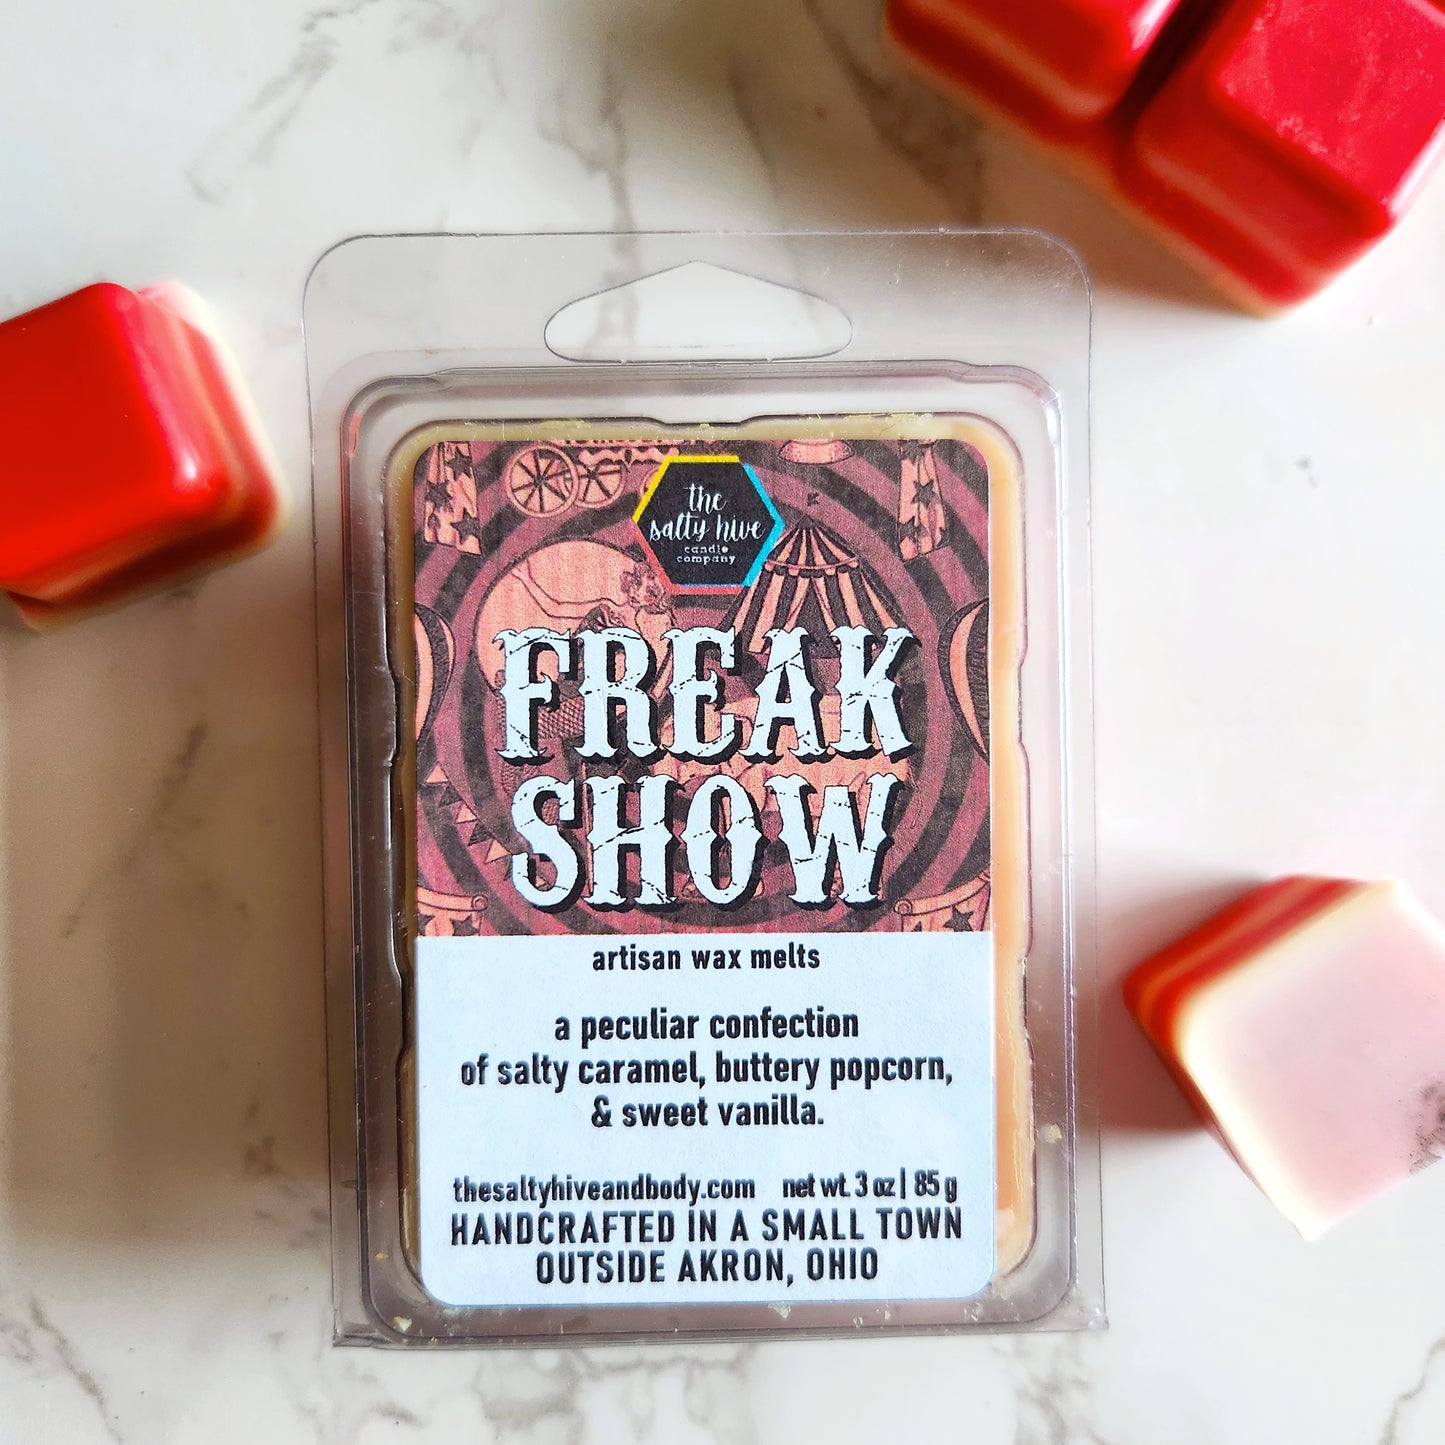 the
salty hive
candle
company
FREAK
SHOW
artisan wax melts
a peculiar confection
of salty caramel, buttery popcorn,
& sweet vanilla.
thesaltyhiveandbody.com net wt. 3 oz | 85 g
HANDCRAFTED IN A SMALL TOWN
OUTSIDE AKRON, OHIO